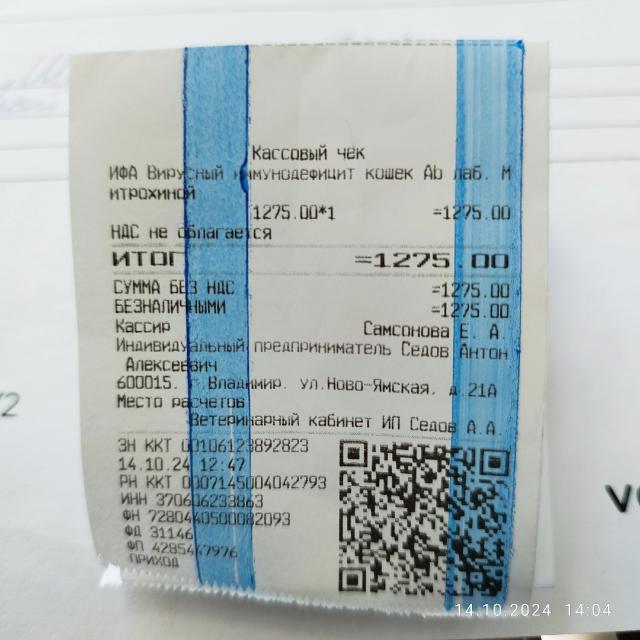 Кассовый чек
ИФА Вирусный иммунодефицит кошек Ab лаб. М
итрохиной
1275.00*1 =1275.00
НДС не облагается
ИТОГ =1275.00
СУММА БЕЗ НДС =1275.00
БЕЗНАЛИЧНЫМИ =1275.00
Кассир Самсонова Е. А.
Индивидуальный предприниматель Седов Антон
Алексеевич
600015. г.Владимир. ул.Ново-Ямская, д.21А
Место расчетов
Ветеринарный кабинет ИП Седов А.А.
ЗН ККТ 00106123892823
14.10.24 12:47
РН ККТ 0007145004042793
ИНН 370606233863
ФН 7280440500082093
ФД 31146
ФП 4285447976
ПРИХОД
14.10.2024 14:04